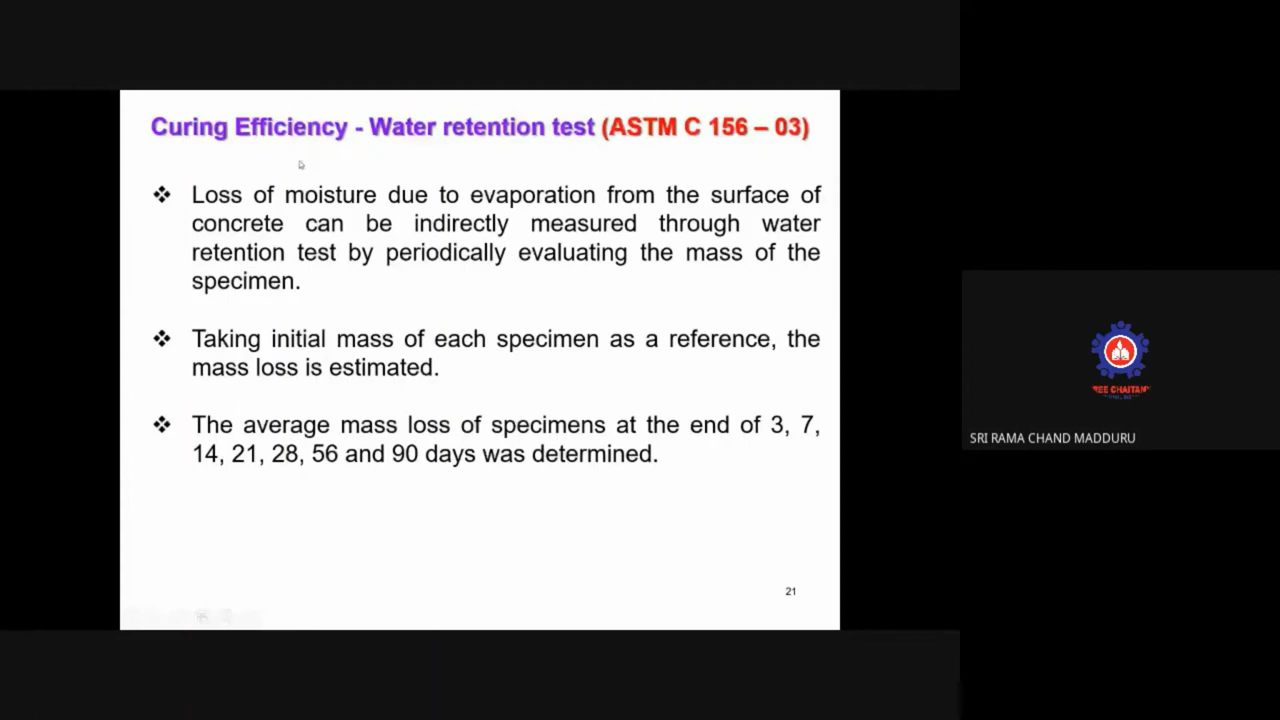 Curing Efficiency - Water retention test (ASTM C 156 – 03)
❖ Loss of moisture due to evaporation from the surface of
concrete can be indirectly measured through water
retention test by periodically evaluating the mass of the
specimen.
❖ Taking initial mass of each specimen as a reference, the
mass loss is estimated.
❖ The average mass loss of specimens at the end of 3, 7,
14, 21, 28, 56 and 90 days was determined.
21
REE CHAITAN
SRI RAMA CHAND MADDURU